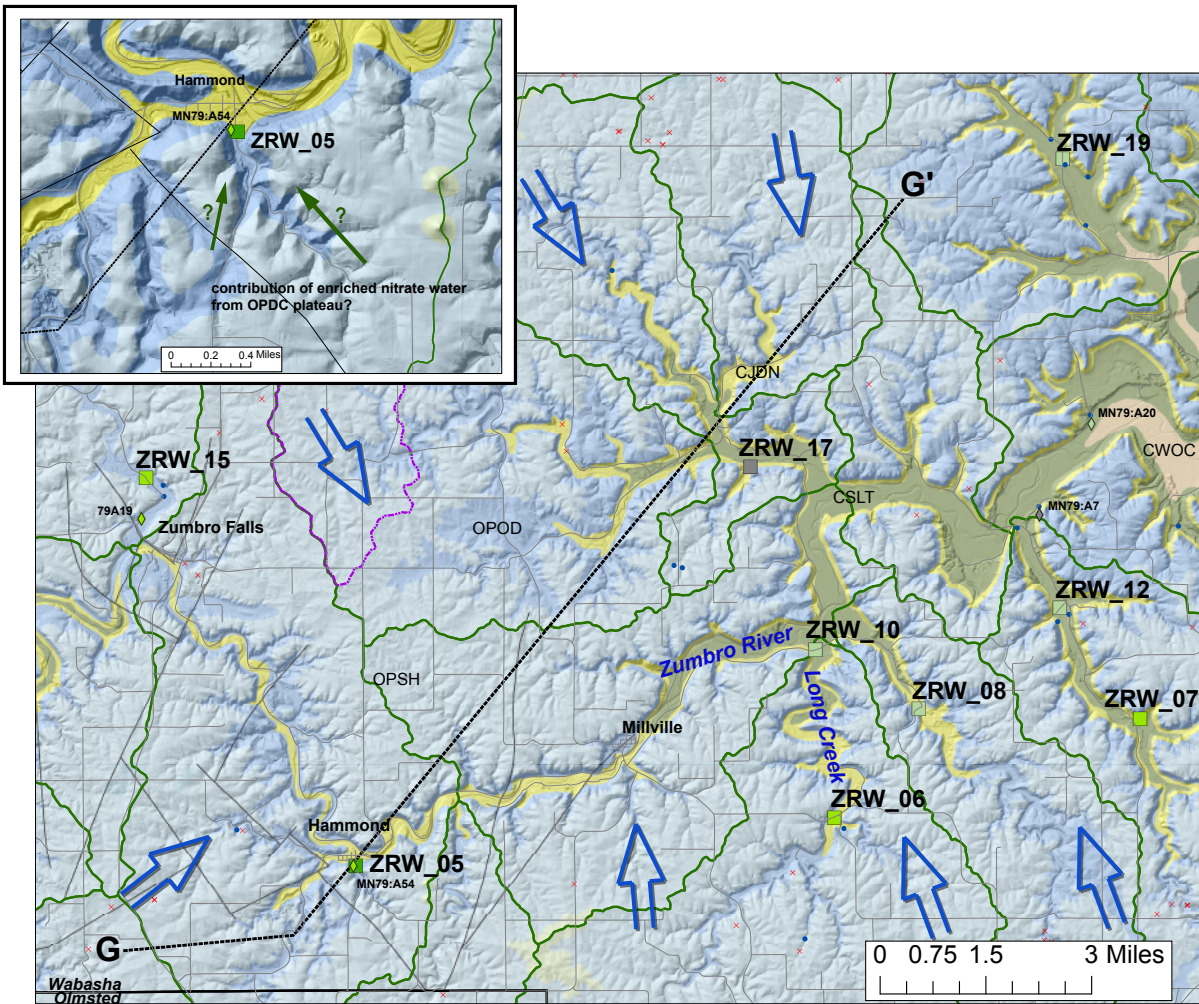 Hammond
MN79:A54
ZRW_05
?
?
contribution of enriched nitrate water
from OPDC plateau?
0 0.2 0.4 Miles
ZRW_19
G'
CJDN
MN79:A20
CWOC
ZRW_15
ZRW_17
CSLT
MN79:A7
79A19
Zumbro Falls
OPOD
ZRW_12
ZRW_10
Zumbro River
OPSH
Long Creek
ZRW_08
ZRW_07
Millville
ZRW_06
Hammond
ZRW_05
MN79:A54
G
0 0.75 1.5 3 Miles
Wabasha
Olmsted